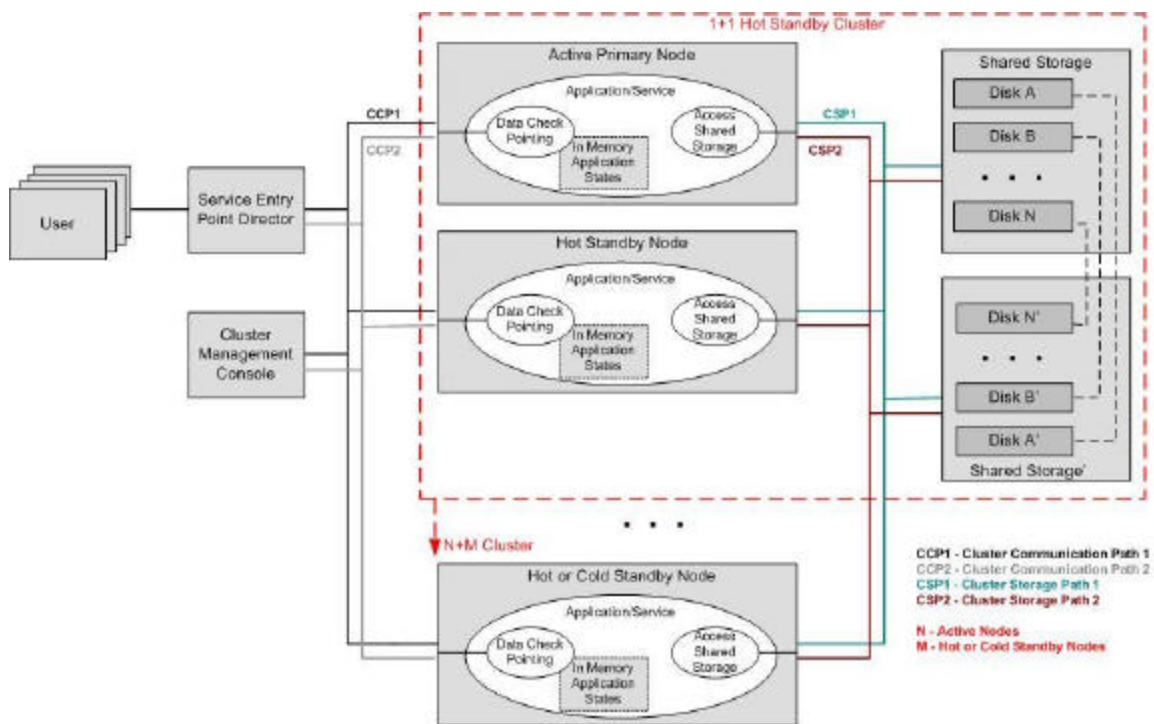 1+1 Hot Standby Cluster
Active Primary Node
Application/Service
Data Check
Pointing
In Memory
Application
States
Access
Shared
Storage
CCP1
CCP2
CSP1
CSP2
Shared Storage
Disk A
Disk B
. . .
Disk N
User
Service Entry
Point Director
Hot Standby Node
Application/Service
Data Check
Pointing
In Memory
Application
States
Access
Shared
Storage
Cluster
Management
Console
Disk N'
. . .
Disk B'
Disk A'
Shared Storage'
. . .
N+M Cluster
Hot or Cold Standby Node
Application/Service
Data Check
Pointing
In Memory
Application
States
Access
Shared
Storage
CCP1 - Cluster Communication Path 1
CCP2 - Cluster Communication Path 2
CSP1 - Cluster Storage Path 1
CSP2 - Cluster Storage Path 2
N - Active Nodes
M - Hot or Cold Standby Nodes